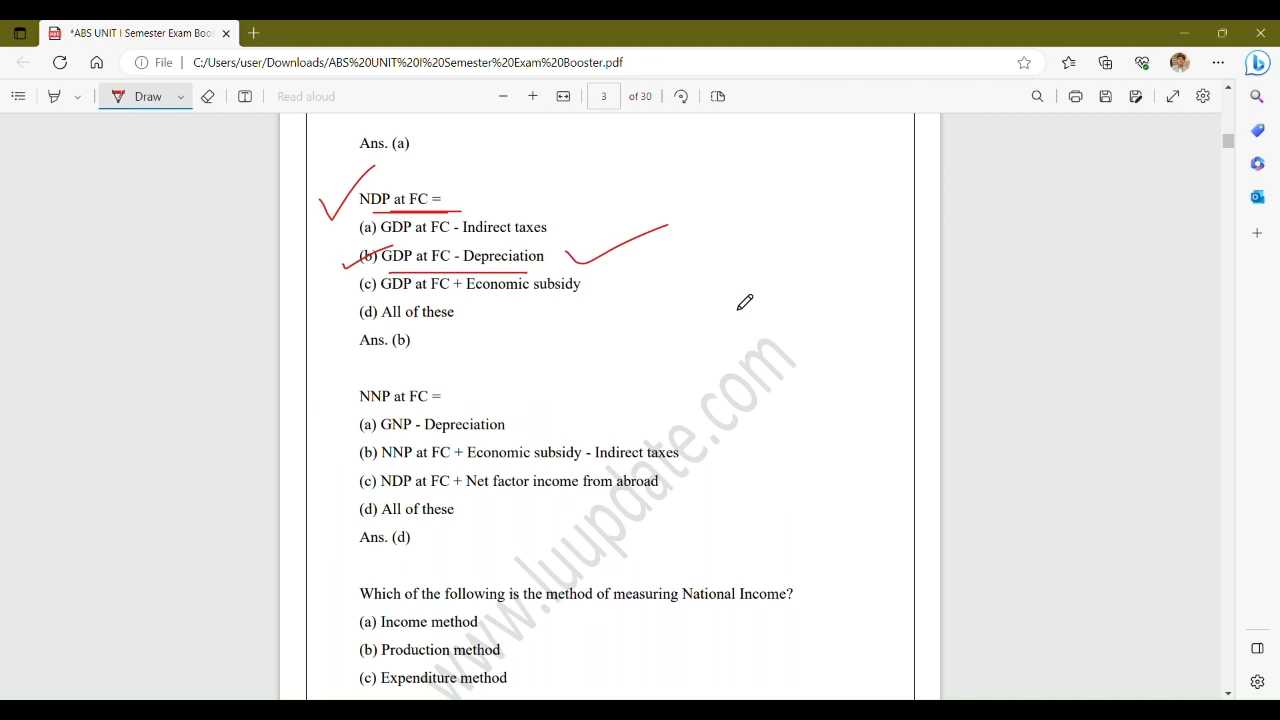 *ABS UNIT I Semester Exam Boo
File
C:/Users/user/Downloads/ABS%20UNIT%20I%20Semester%20Exam%20Booster.pdf
Draw
Read aloud
3
of 30
Ans. (a)
NDP at FC =
(a) GDP at FC - Indirect taxes
(b) GDP at FC - Depreciation
(c) GDP at FC + Economic subsidy
(d) All of these
Ans. (b)
NNP at FC =
(a) GNP - Depreciation
(b) NNP at FC + Economic subsidy - Indirect taxes
(c) NDP at FC + Net factor income from abroad
(d) All of these
Ans. (d)
Which of the following is the method of measuring National Income?
(a) Income method
(b) Production method
(c) Expenditure method
www.luupdate.com